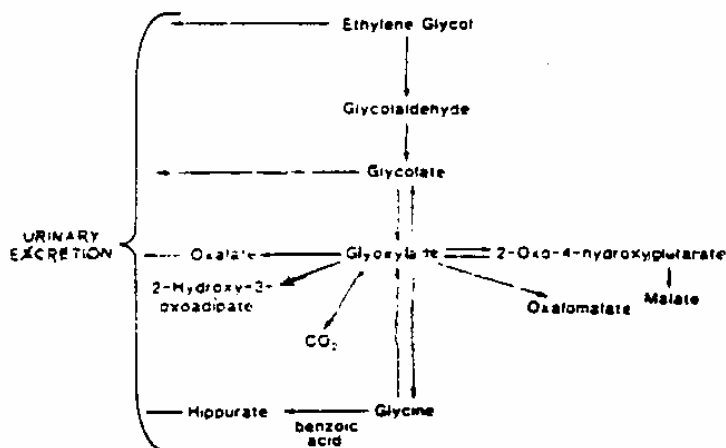 Ethylene Glycol
Glycolaldehyde
Glycolate
URINARY
EXCRETION
Oxalate
Glyoxylate
2-Oxo-4-hydroxyglutarate
2-Hydroxy-3-
oxoadipate
Oxalomalate
Malate
CO₂
Hippurate
benzoic
acid
Glycine